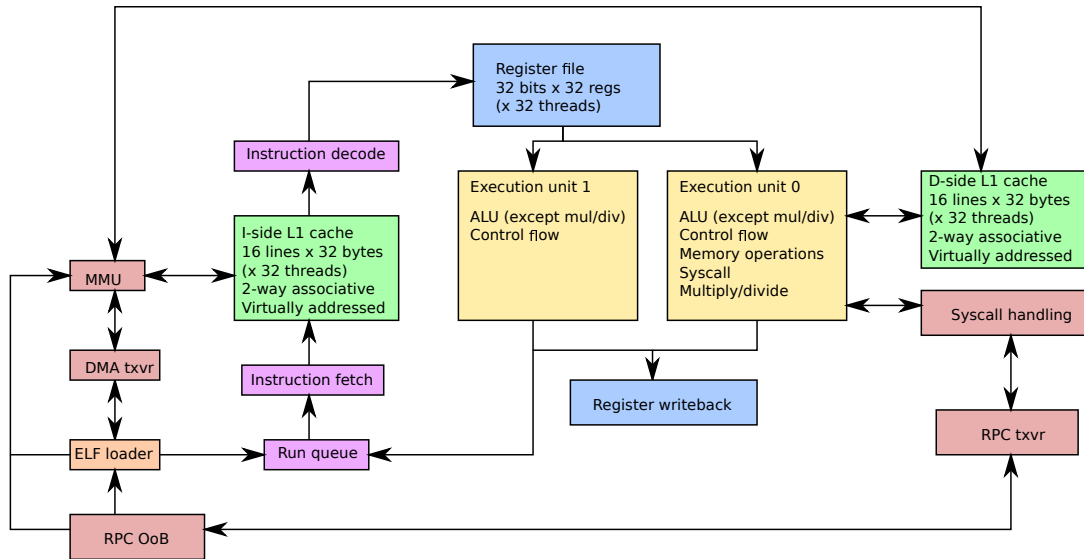 Register file
32 bits x 32 regs
(x 32 threads)
Instruction decode
Execution unit 1
ALU (except mul/div)
Control flow
Execution unit 0
ALU (except mul/div)
Control flow
Memory operations
Syscall
Multiply/divide
D-side L1 cache
16 lines x 32 bytes
(x 32 threads)
2-way associative
Virtually addressed
I-side L1 cache
16 lines x 32 bytes
(x 32 threads)
2-way associative
Virtually addressed
MMU
Syscall handling
DMA txvr
Instruction fetch
Register writeback
RPC txvr
ELF loader
Run queue
RPC OoB